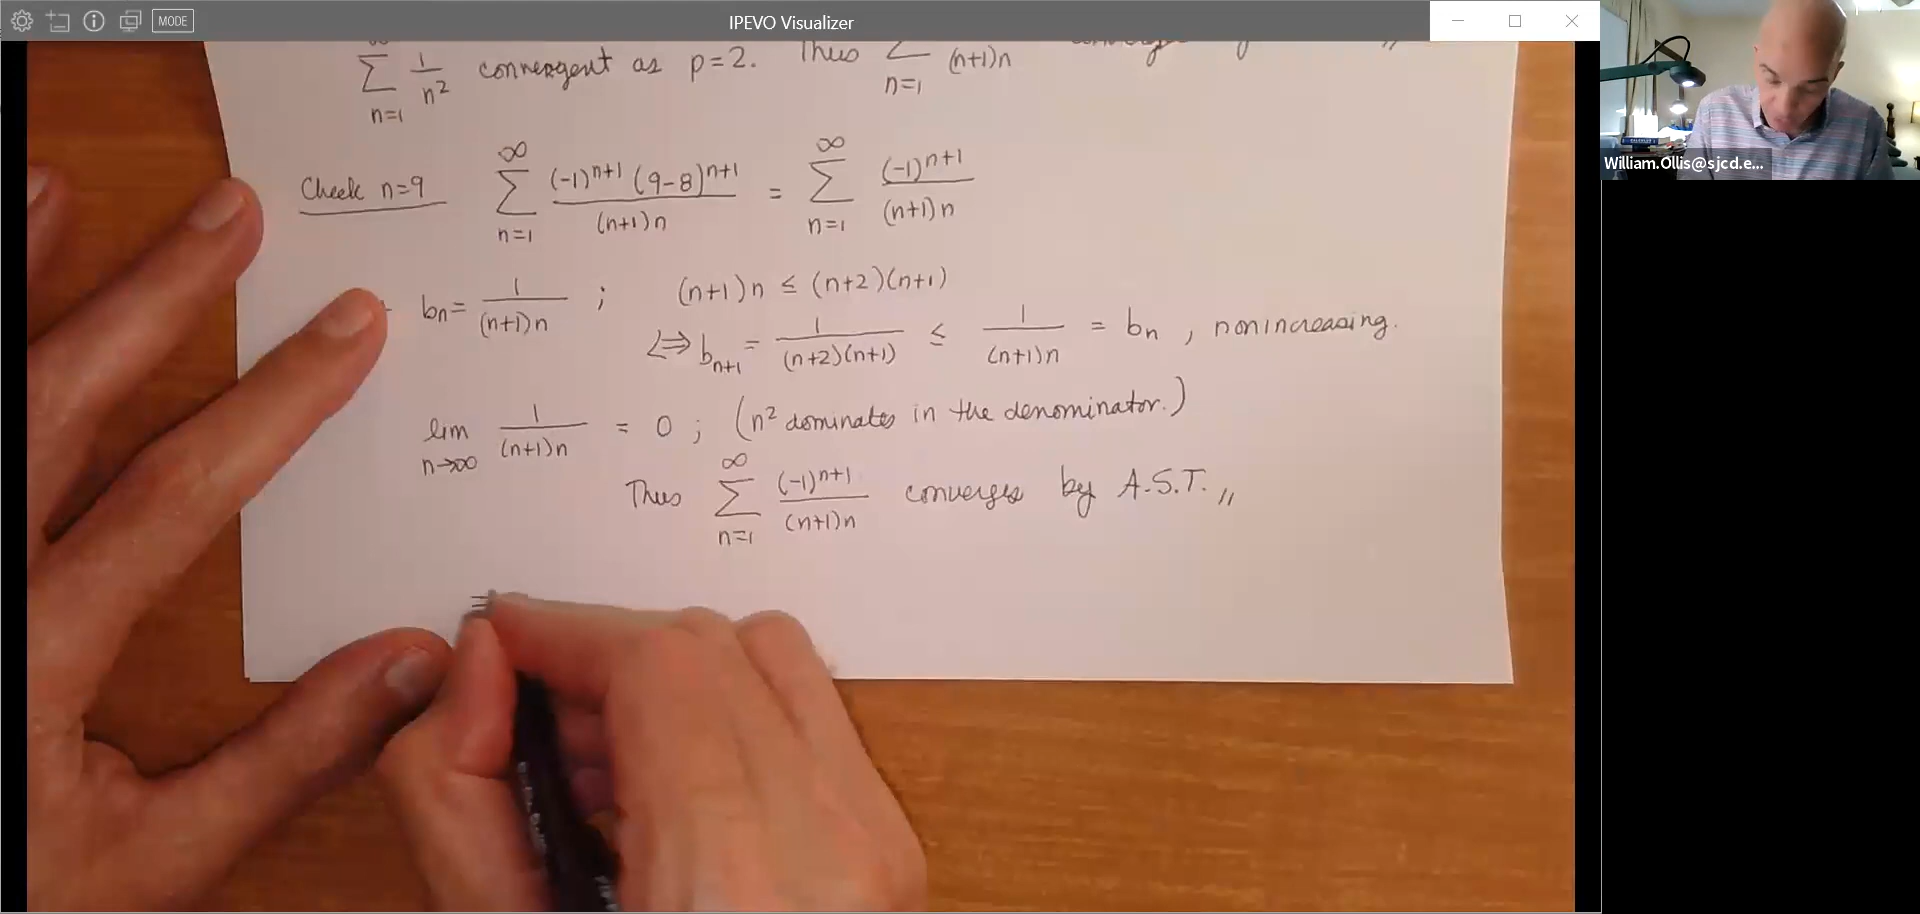 MODE
IPEVO Visualizer
William.Ollis@sjcd.e...
∑ n=1 1/n² convergent as p=2. Thus ∑ n=1 (n+1)n
Check n=9 ∑_{n=1}^{∞} (-1)^{n+1} (9-8)^{n+1} / (n+1)n = ∑_{n=1}^{∞} (-1)^{n+1} / (n+1)n
bn = 1/(n+1)n ; (n+1)n ≤ (n+2)(n+1)
⟺ b_{n+1} = 1/(n+2)(n+1) ≤ 1/(n+1)n = bn , nonincreasing.
lim n→∞ 1/(n+1)n = 0 ; (n² dominates in the denominator.)
Thus ∑_{n=1}^{∞} (-1)^{n+1} / (n+1)n converges by A.S.T. //